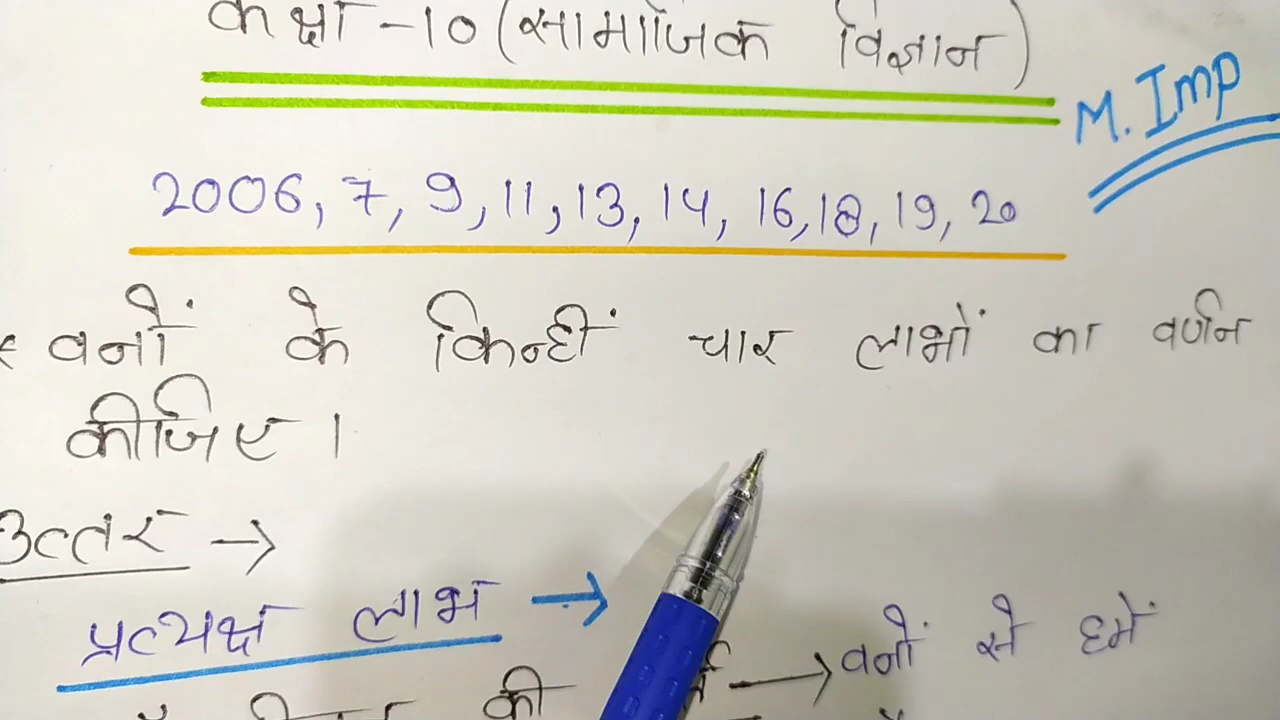 कक्षा -10 (सामाजिक विज्ञान)
M. Imp
2006, 7, 9, 11, 13, 14, 16, 18, 19, 20
वनों के किन्हीं चार लाभों का वर्णन
कीजिए।
उत्तर →
प्रत्यक्ष लाभ →
की → वनों से हमें